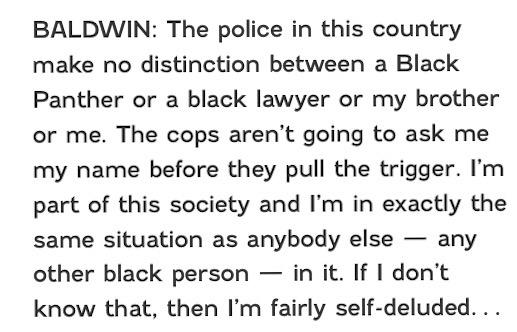 BALDWIN: The police in this country
make no distinction between a Black
Panther or a black lawyer or my brother
or me. The cops aren’t going to ask me
my name before they pull the trigger. I’m
part of this society and I’m in exactly the
same situation as anybody else — any
other black person — in it. If I don’t
know that, then I’m fairly self-deluded. . .